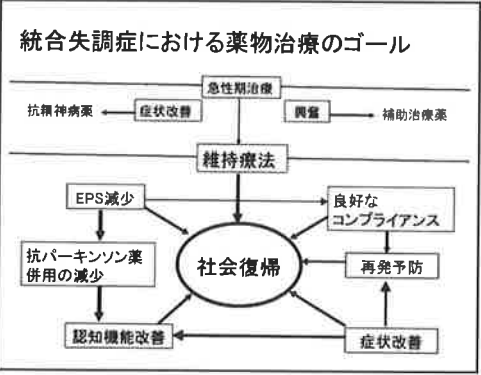 統合失調症における薬物治療のゴール
急性期治療
抗精神病薬
症状改善
興奮
補助治療薬
維持療法
EPS減少
良好な
コンプライアンス
抗パーキンソン薬
併用の減少
社会復帰
再発予防
認知機能改善
症状改善